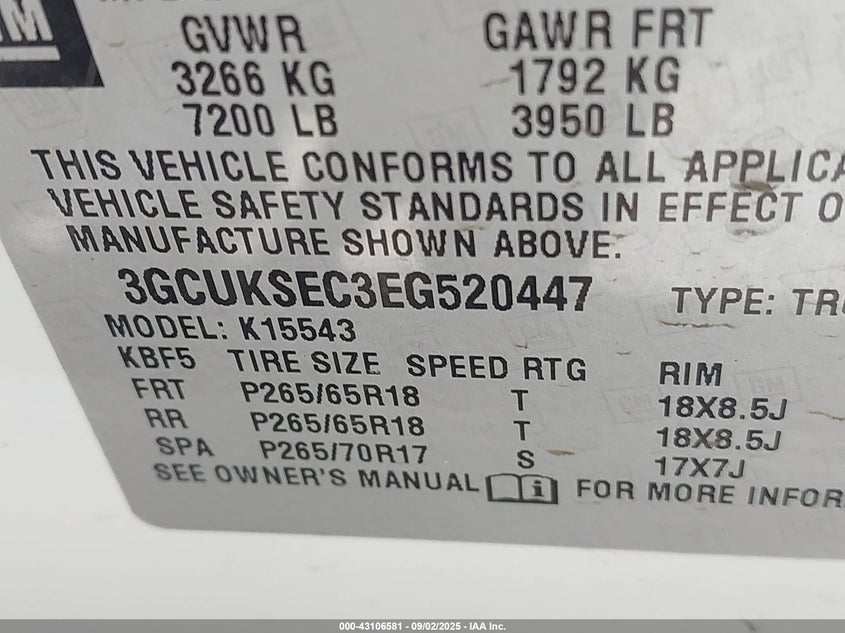 GM
GVWR GAWR FRT
3266 KG 1792 KG
7200 LB 3950 LB
THIS VEHICLE CONFORMS TO ALL
VEHICLE SAFETY STANDARDS IN EFFECT
MANUFACTURE SHOWN ABOVE.
3GCUKSEC3EG520447 TYPE:
MODEL: K15543
KBF5 TIRE SIZE SPEED RTG RIM
FRT P265/65R18 T 18X8.5J
RR P265/65R18 T 18X8.5J
SPA P265/70R17 S 17X7J
SEE OWNER'S MANUAL i FOR MORE
000-43106581 - 09/02/2025 - IAA Inc.